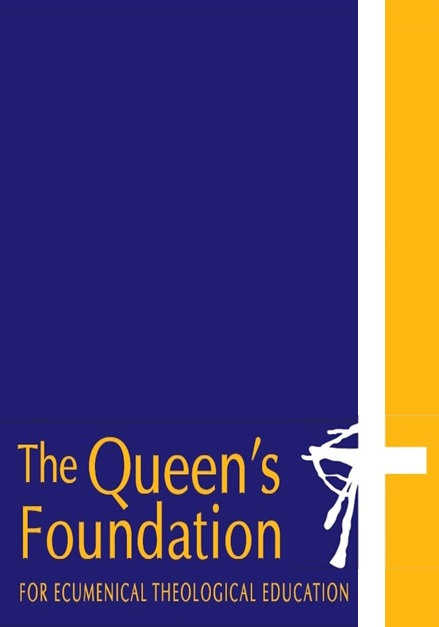 The Queen's
Foundation
FOR ECUMENICAL THEOLOGICAL EDUCATION